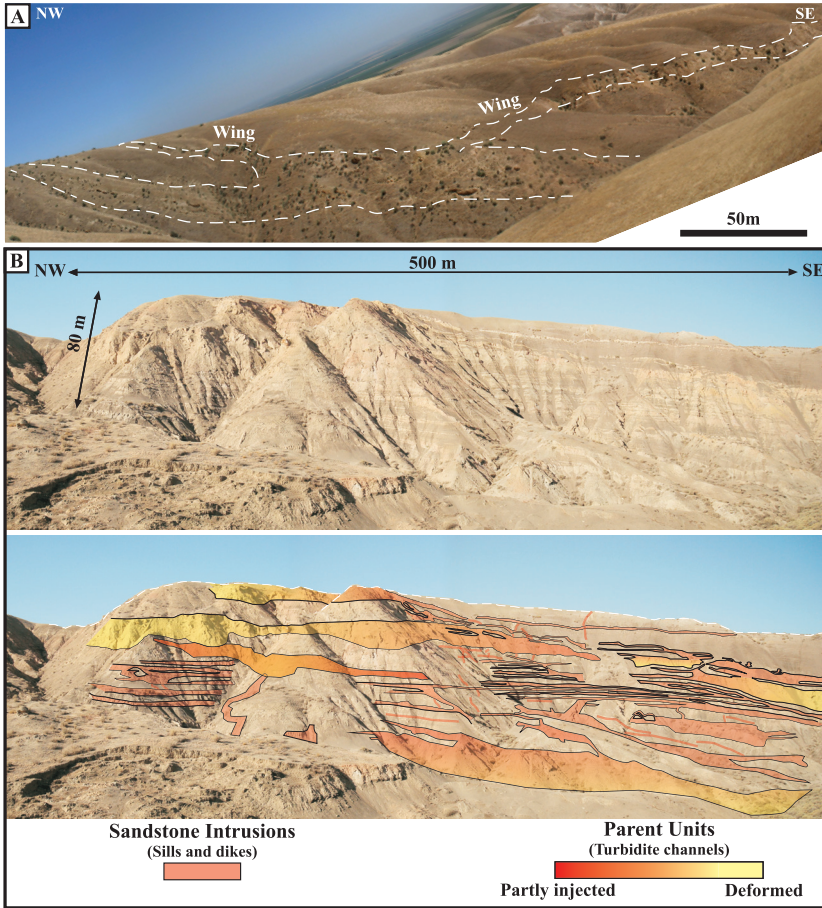 A
NW
SE
Wing
Wing
50m
B
NW
500 m
SE
80 m
Sandstone Intrusions
(Sills and dikes)
Parent Units
(Turbidite channels)
Partly injected
Deformed